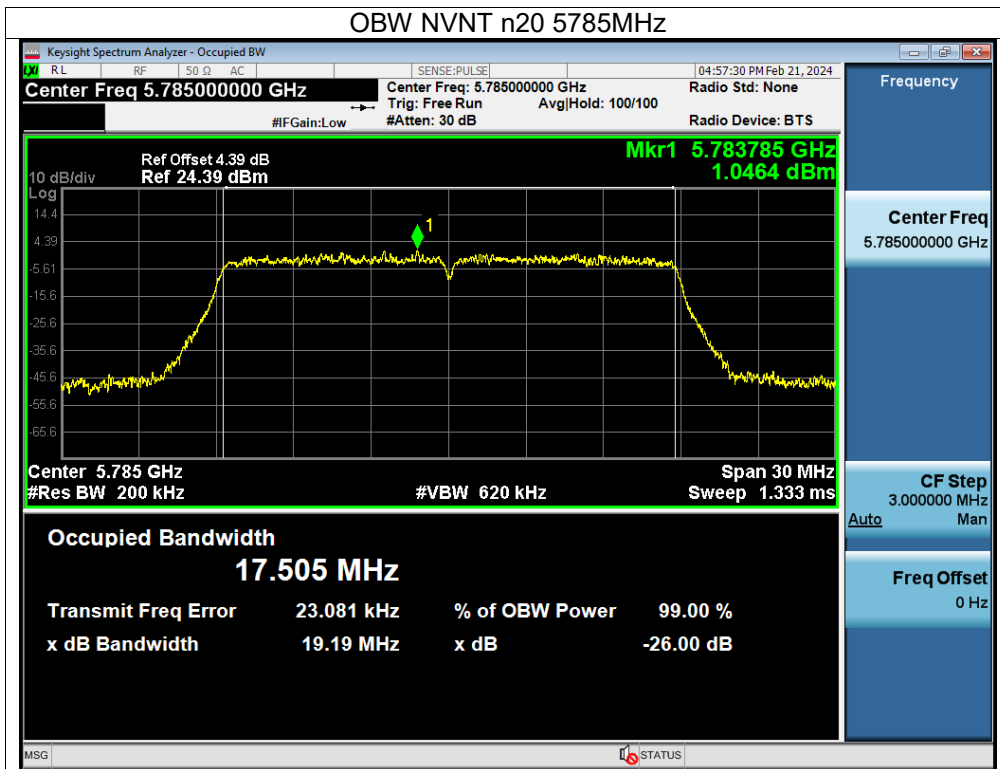 OBW NVNT n20 5785MHz
Keysight Spectrum Analyzer - Occupied BW
LXI RL RF 50 Ω AC SENSE:PULSE 04:57:30 PM Feb 21, 2024
Center Freq 5.785000000 GHz
Center Freq: 5.785000000 GHz Radio Std: None
Trig: Free Run Avg|Hold: 100/100
#IFGain:Low #Atten: 30 dB Radio Device: BTS
Frequency
Mkr1 5.783785 GHz
1.0464 dBm
Ref Offset 4.39 dB
10 dB/div Ref 24.39 dBm
Log
14.4
4.39
-5.61
-15.6
-25.6
-35.6
-45.6
-55.6
-65.6
1
Center 5.785 GHz Span 30 MHz
#Res BW 200 kHz #VBW 620 kHz Sweep 1.333 ms
Center Freq
5.785000000 GHz
CF Step
3.000000 MHz
Auto Man
Freq Offset
0 Hz
Occupied Bandwidth
17.505 MHz
Transmit Freq Error 23.081 kHz % of OBW Power 99.00 %
x dB Bandwidth 19.19 MHz x dB -26.00 dB
MSG STATUS